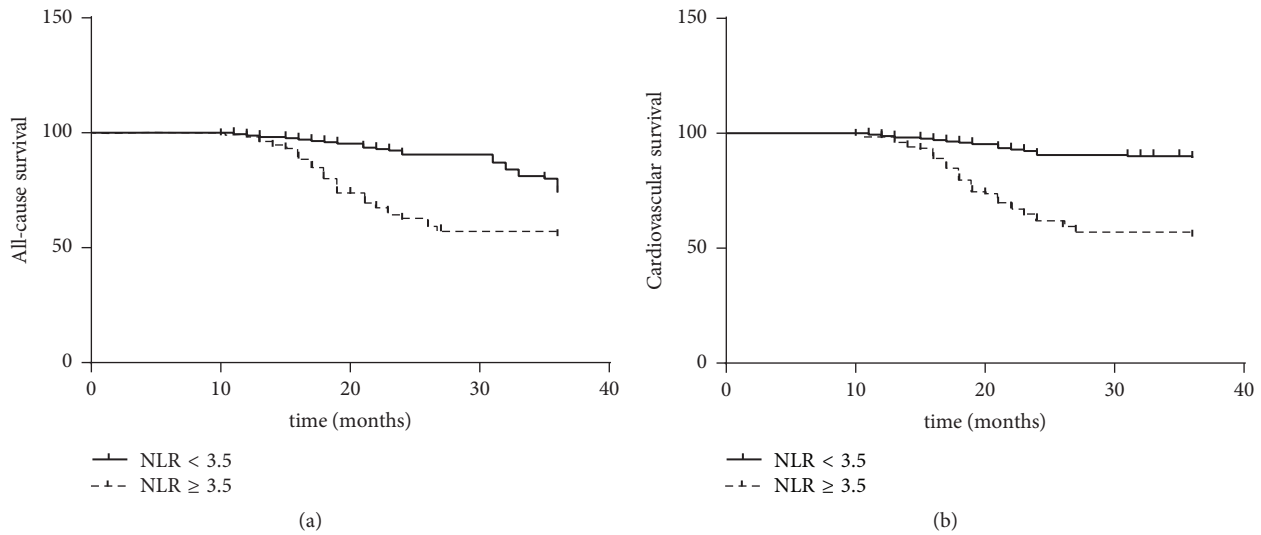 150
100
50
0
All-cause survival
0 10 20 30 40
time (months)
NLR < 3.5
NLR ≥ 3.5
(a)
150
100
50
0
Cardiovascular survival
0 10 20 30 40
time (months)
NLR < 3.5
NLR ≥ 3.5
(b)